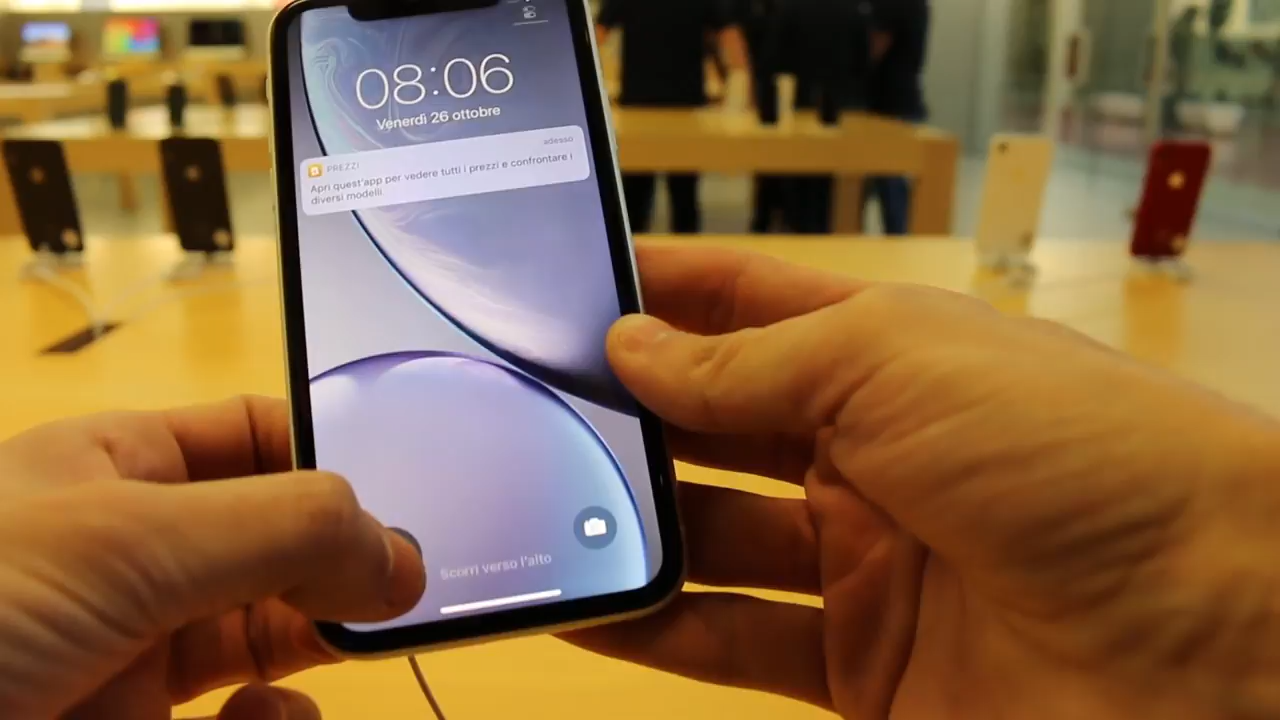 08:06
Venerdì 26 ottobre
PREZZI
adesso
Apri quest'app per vedere tutti i prezzi e confrontare i
diversi modelli.
Scorri verso l'alto